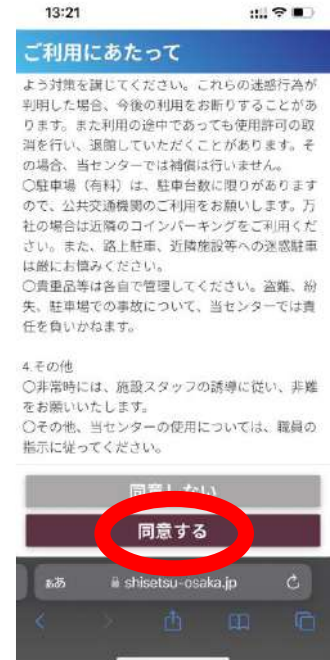 13:21
ご利用にあたって
よう対策を講じてください。これらの迷惑行為が
判明した場合、今後の利用をお断りすることがあ
ります。また利用の途中であっても使用許可の取
消を行い、退館していただくことがあります。そ
の場合、当センターでは補償は行いません。
〇駐車場（有料）は、駐車台数に限りがあります
ので、公共交通機関のご利用をお願いします。万
社の場合は近隣のコインパーキングをご利用くだ
さい。また、路上駐車、近隣施設等への迷惑駐車
は厳にお慎みください。
〇貴重品等は各自で管理してください。盗難、紛
失、駐車場での事故について、当センターでは責
任を負いかねます。
4.その他
〇非常時には、施設スタッフの誘導に従い、非難
をお願いいたします。
〇その他、当センターの使用については、職員の
指示に従ってください。
同意しない
同意する
ぁあ shisetsu-osaka.jp